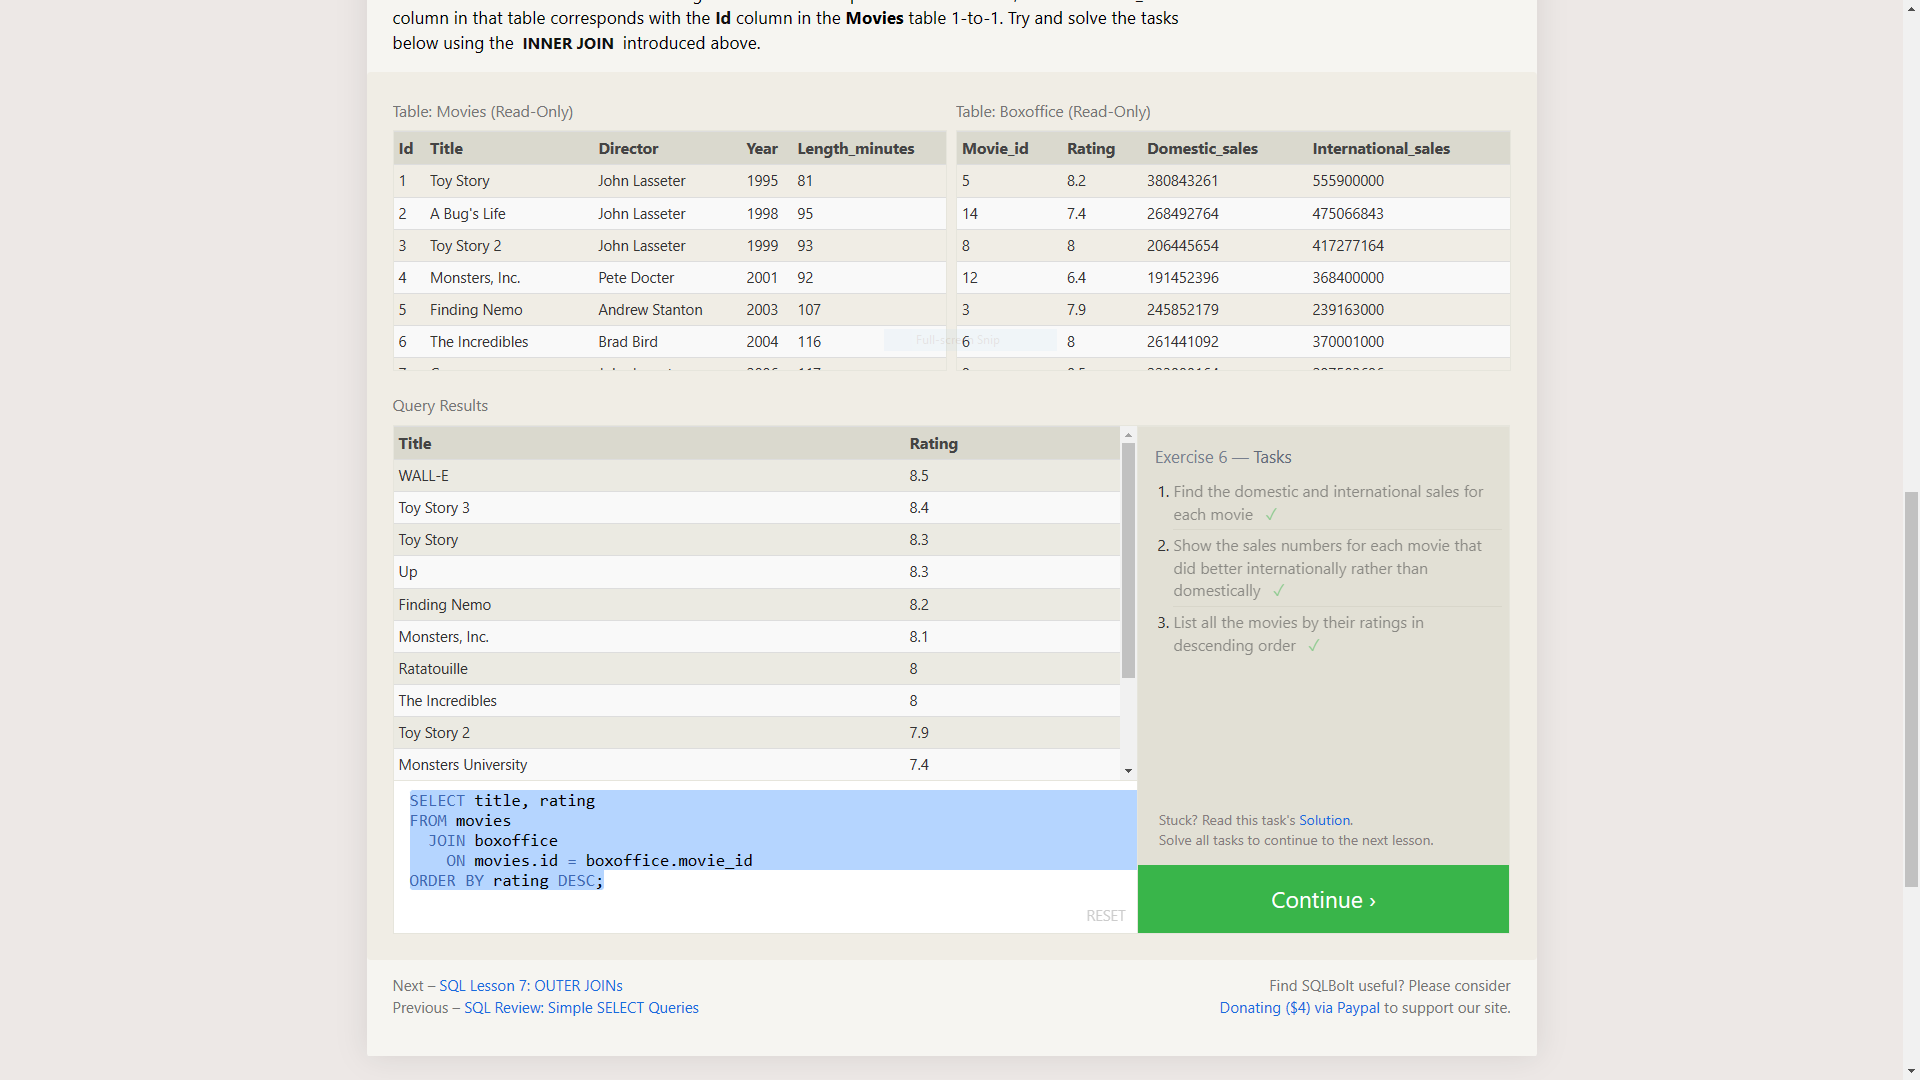 column in that table corresponds with the Id column in the Movies table 1-to-1. Try and solve the tasks
below using the INNER JOIN introduced above.
Table: Movies (Read-Only)
Id Title Director Year Length_minutes
1 Toy Story John Lasseter 1995 81
2 A Bug's Life John Lasseter 1998 95
3 Toy Story 2 John Lasseter 1999 93
4 Monsters, Inc. Pete Docter 2001 92
5 Finding Nemo Andrew Stanton 2003 107
6 The Incredibles Brad Bird 2004 116
Table: Boxoffice (Read-Only)
Movie_id Rating Domestic_sales International_sales
5 8.2 380843261 555900000
14 7.4 268492764 475066843
8 8 206445654 417277164
12 6.4 191452396 368400000
3 7.9 245852179 239163000
6 8 261441092 370001000
Full-screen Snip
Query Results
Title Rating
WALL-E 8.5
Toy Story 3 8.4
Toy Story 8.3
Up 8.3
Finding Nemo 8.2
Monsters, Inc. 8.1
Ratatouille 8
The Incredibles 8
Toy Story 2 7.9
Monsters University 7.4
SELECT title, rating
FROM movies
JOIN boxoffice
ON movies.id = boxoffice.movie_id
ORDER BY rating DESC;
RESET
Exercise 6 — Tasks
1. Find the domestic and international sales for
each movie ✓
2. Show the sales numbers for each movie that
did better internationally rather than
domestically ✓
3. List all the movies by their ratings in
descending order ✓
Stuck? Read this task's Solution.
Solve all tasks to continue to the next lesson.
Continue ›
Next – SQL Lesson 7: OUTER JOINs
Previous – SQL Review: Simple SELECT Queries
Find SQLBolt useful? Please consider
Donating ($4) via Paypal to support our site.